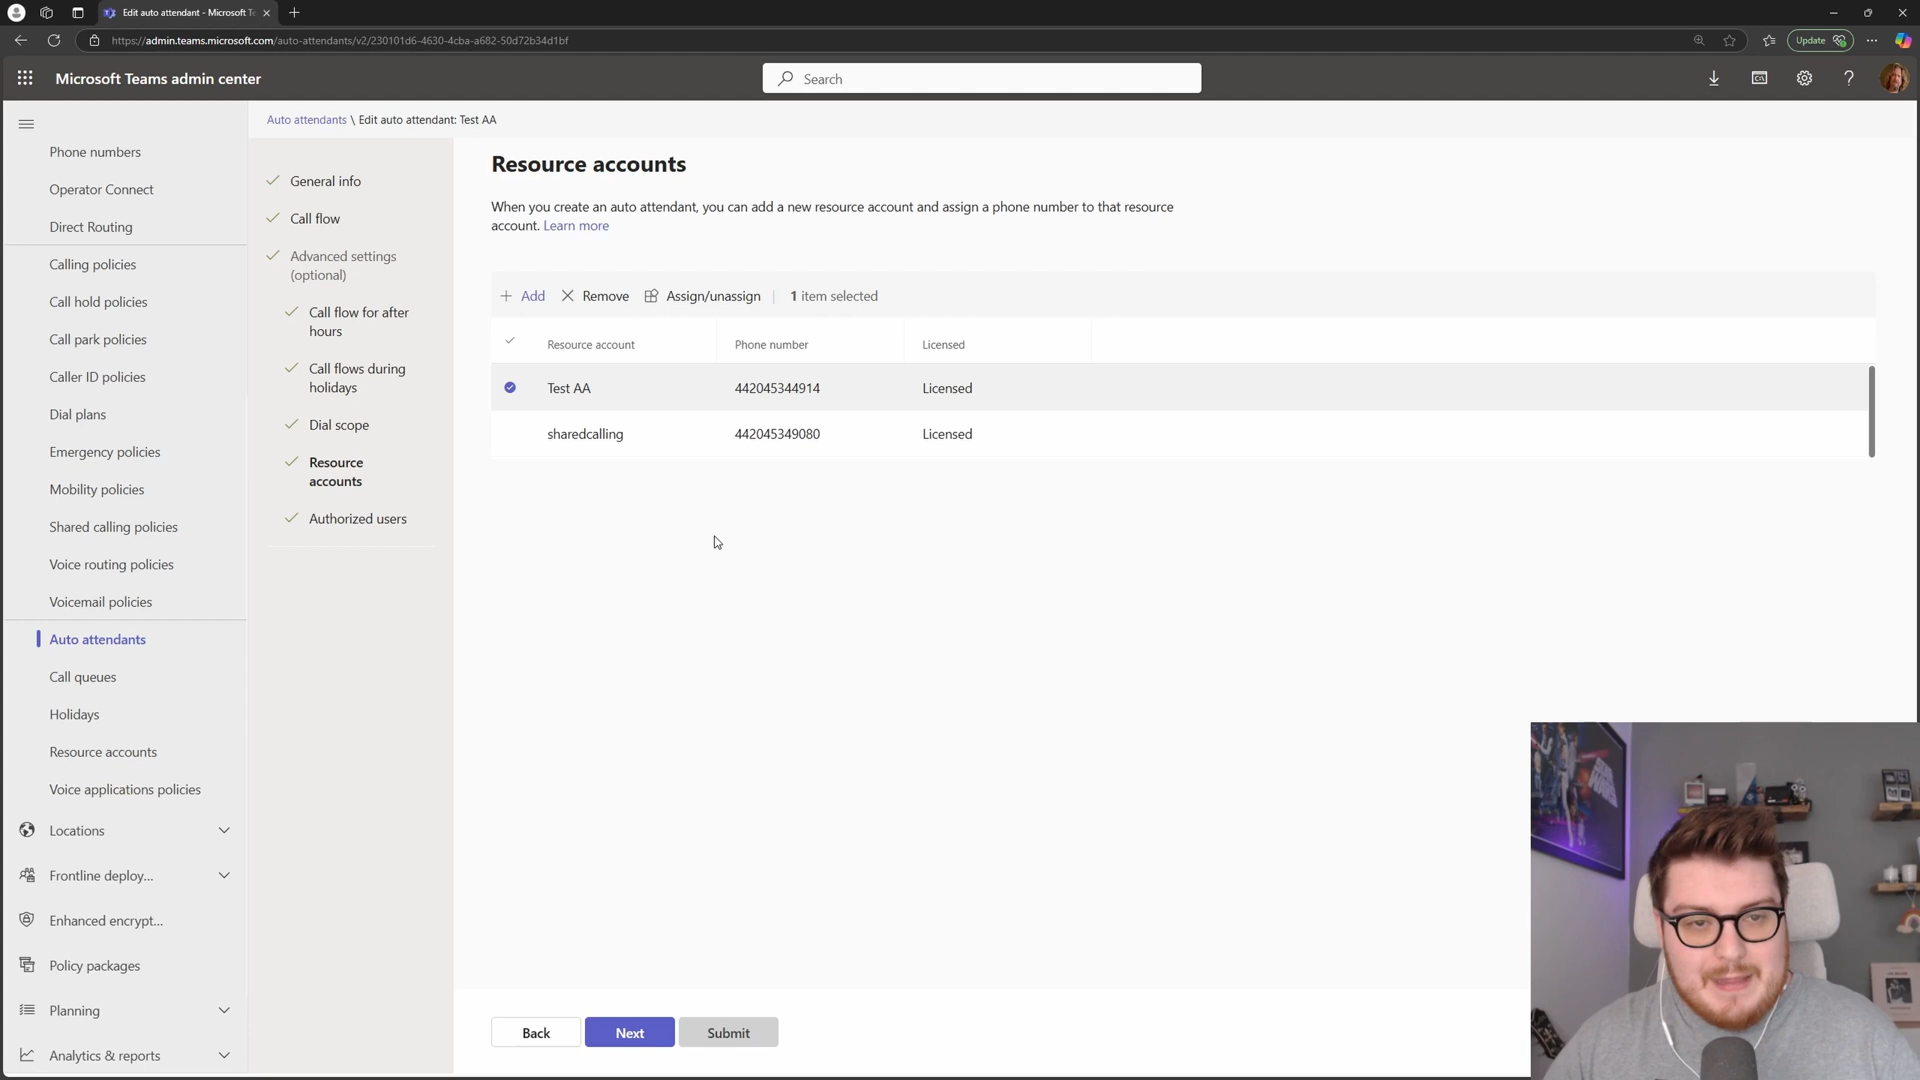 Edit auto attendant - Microsoft Te
https://admin.teams.microsoft.com/auto-attendants/v2/230101d6-4630-4cba-a682-50d72b34d1bf
Update
Microsoft Teams admin center
Search
Phone numbers
Operator Connect
Direct Routing
Calling policies
Call hold policies
Call park policies
Caller ID policies
Dial plans
Emergency policies
Mobility policies
Shared calling policies
Voice routing policies
Voicemail policies
Auto attendants
Call queues
Holidays
Resource accounts
Voice applications policies
Locations
Frontline deploy...
Enhanced encrypt...
Policy packages
Planning
Analytics & reports
Auto attendants \ Edit auto attendant: Test AA
General info
Call flow
Advanced settings
(optional)
Call flow for after
hours
Call flows during
holidays
Dial scope
Resource
accounts
Authorized users
Resource accounts
When you create an auto attendant, you can add a new resource account and assign a phone number to that resource
account. Learn more
Add Remove Assign/unassign | 1 item selected
Resource account Phone number Licensed
Test AA 442045344914 Licensed
sharedcalling 442045349080 Licensed
Back Next Submit